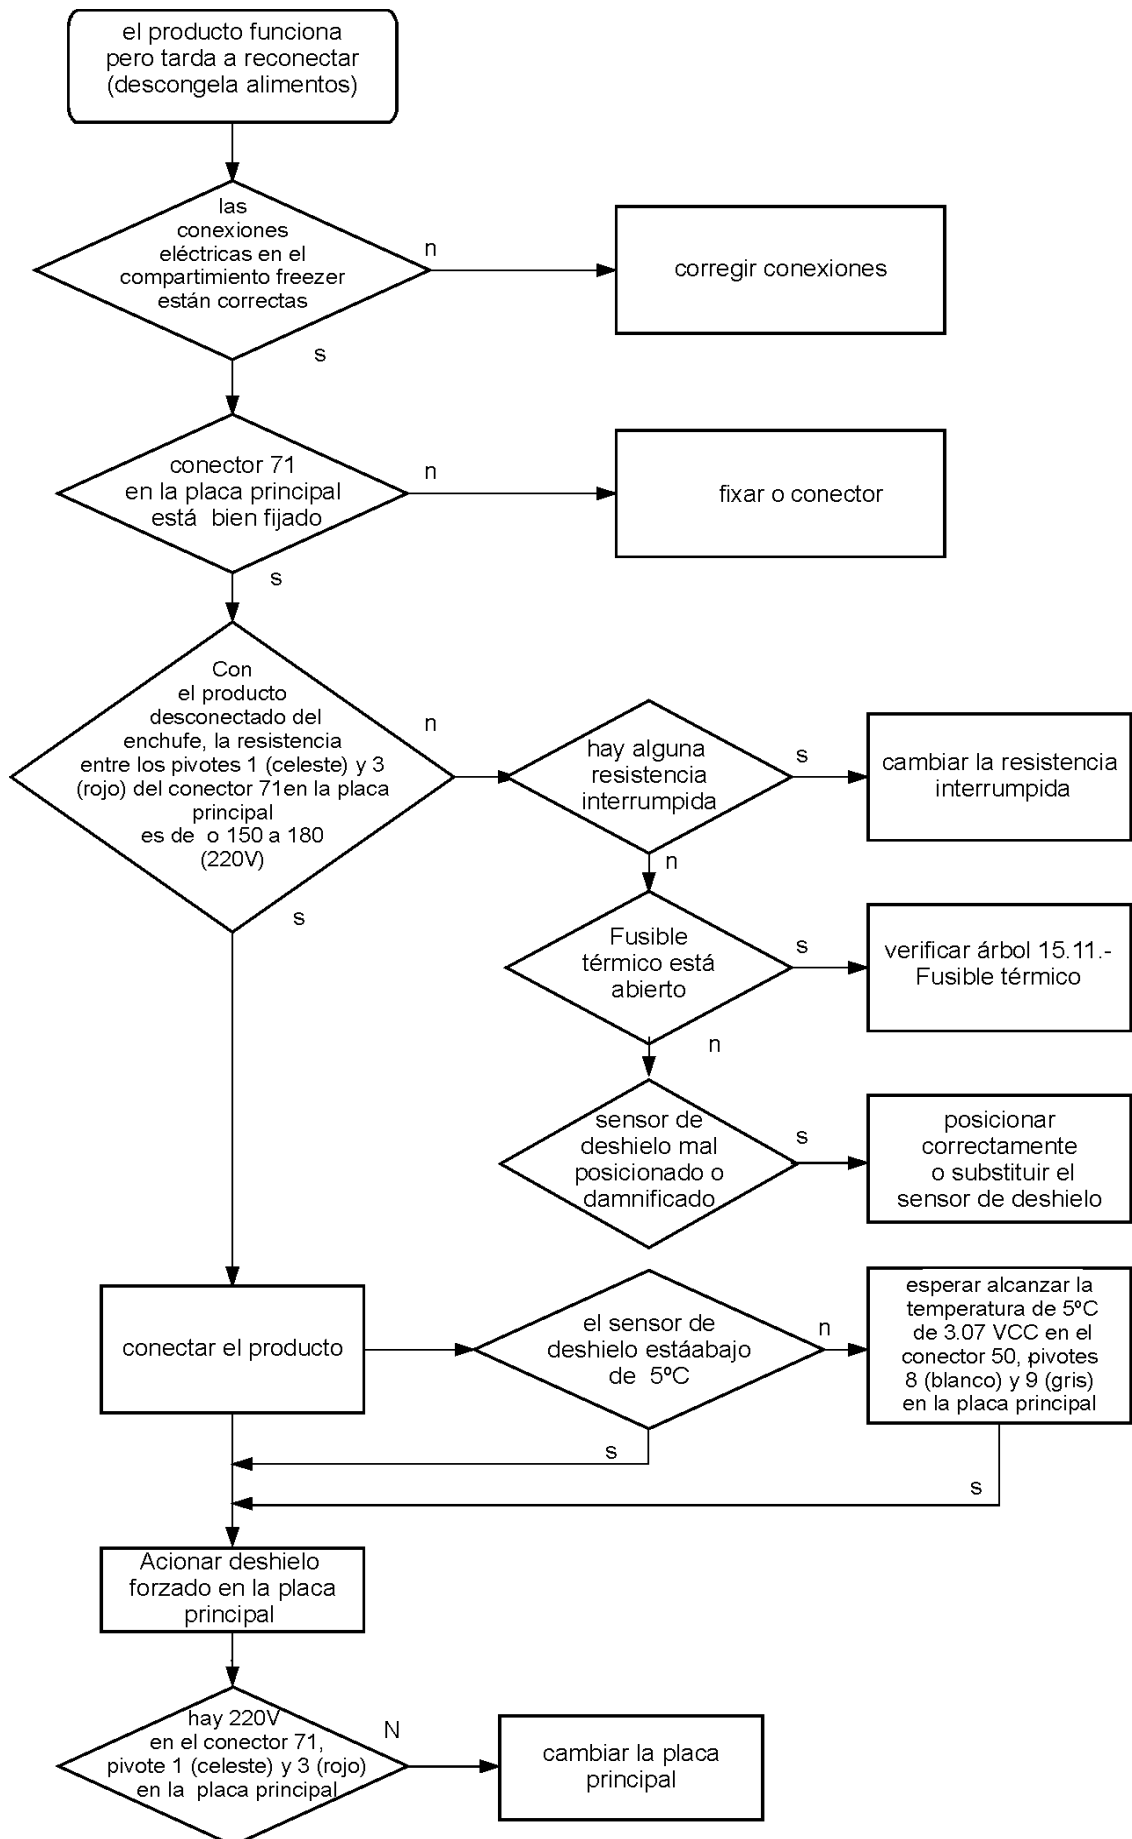 el producto funciona
pero tarda a reconectar
(descongela alimentos)
las
conexiones
eléctricas en el
compartimiento freezer
están correctas
n
corregir conexiones
s
conector 71
en la placa principal
está  bien fijado
n
fixar o conector
s
Con
el producto
desconectado del
enchufe, la resistencia
entre los pivotes 1 (celeste) y 3
(rojo) del conector 71en la placa
principal
es de  o 150 a 180
(220V)
n
hay alguna
resistencia
interrumpida
s
cambiar la resistencia
interrumpida
n
s
Fusible
térmico está
abierto
s
verificar árbol 15.11.-
Fusible térmico
n
sensor de
deshielo mal
posicionado o
damnificado
s
posicionar
correctamente
o substituir el
sensor de deshielo
conectar el producto
el sensor de
deshielo estáabajo
de  5ºC
n
esperar alcanzar la
temperatura de 5ºC
de 3.07 VCC en el
conector 50, pivotes
8 (blanco) y 9 (gris)
en la placa principal
s
s
Acionar deshielo
forzado en la placa
principal
hay 220V
en el conector 71,
pivote 1 (celeste) y 3 (rojo)
en la  placa principal
N
cambiar la placa
principal